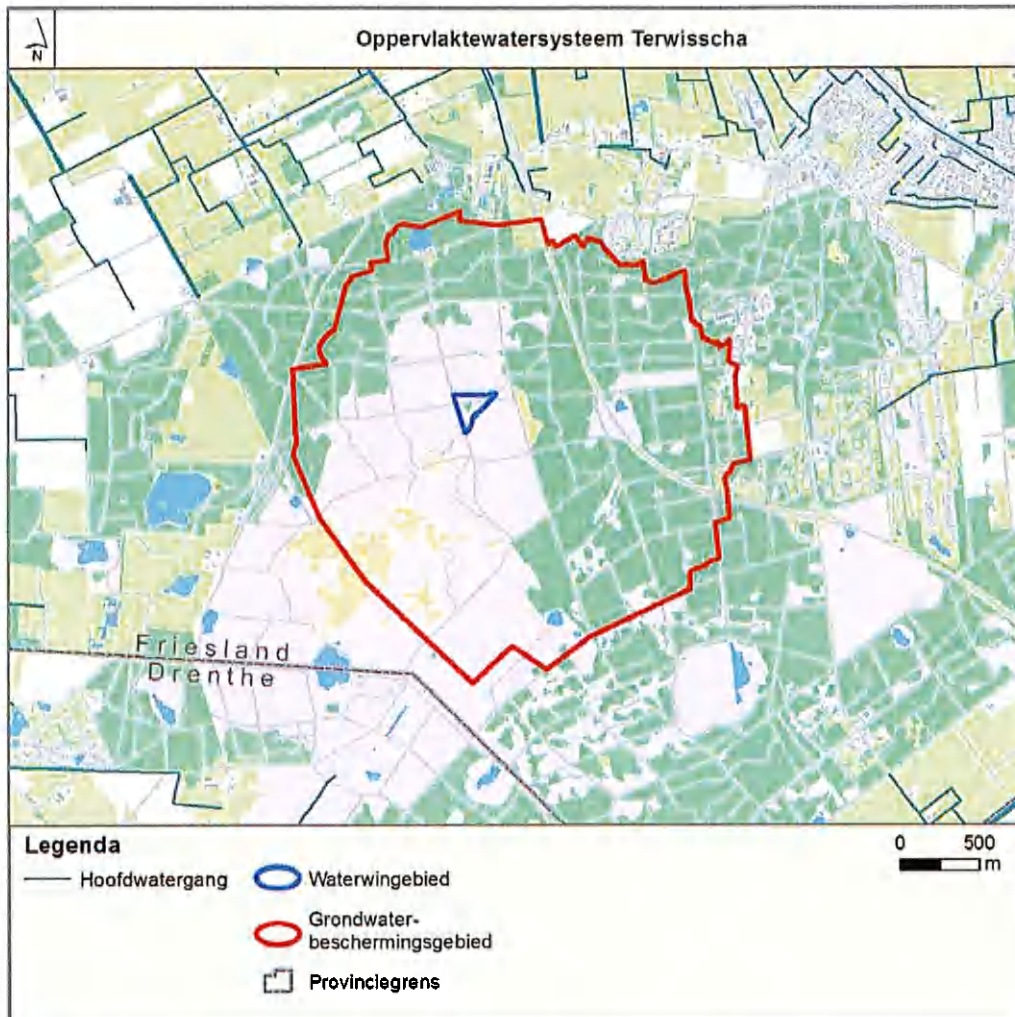 N
Oppervlaktewatersysteem Terwisscha
Friesland
Drenthe
Legenda
Hoofdwatergang
Waterwingebied
Grondwater-
beschermingsgebied
Provinciegrens
0 500
m